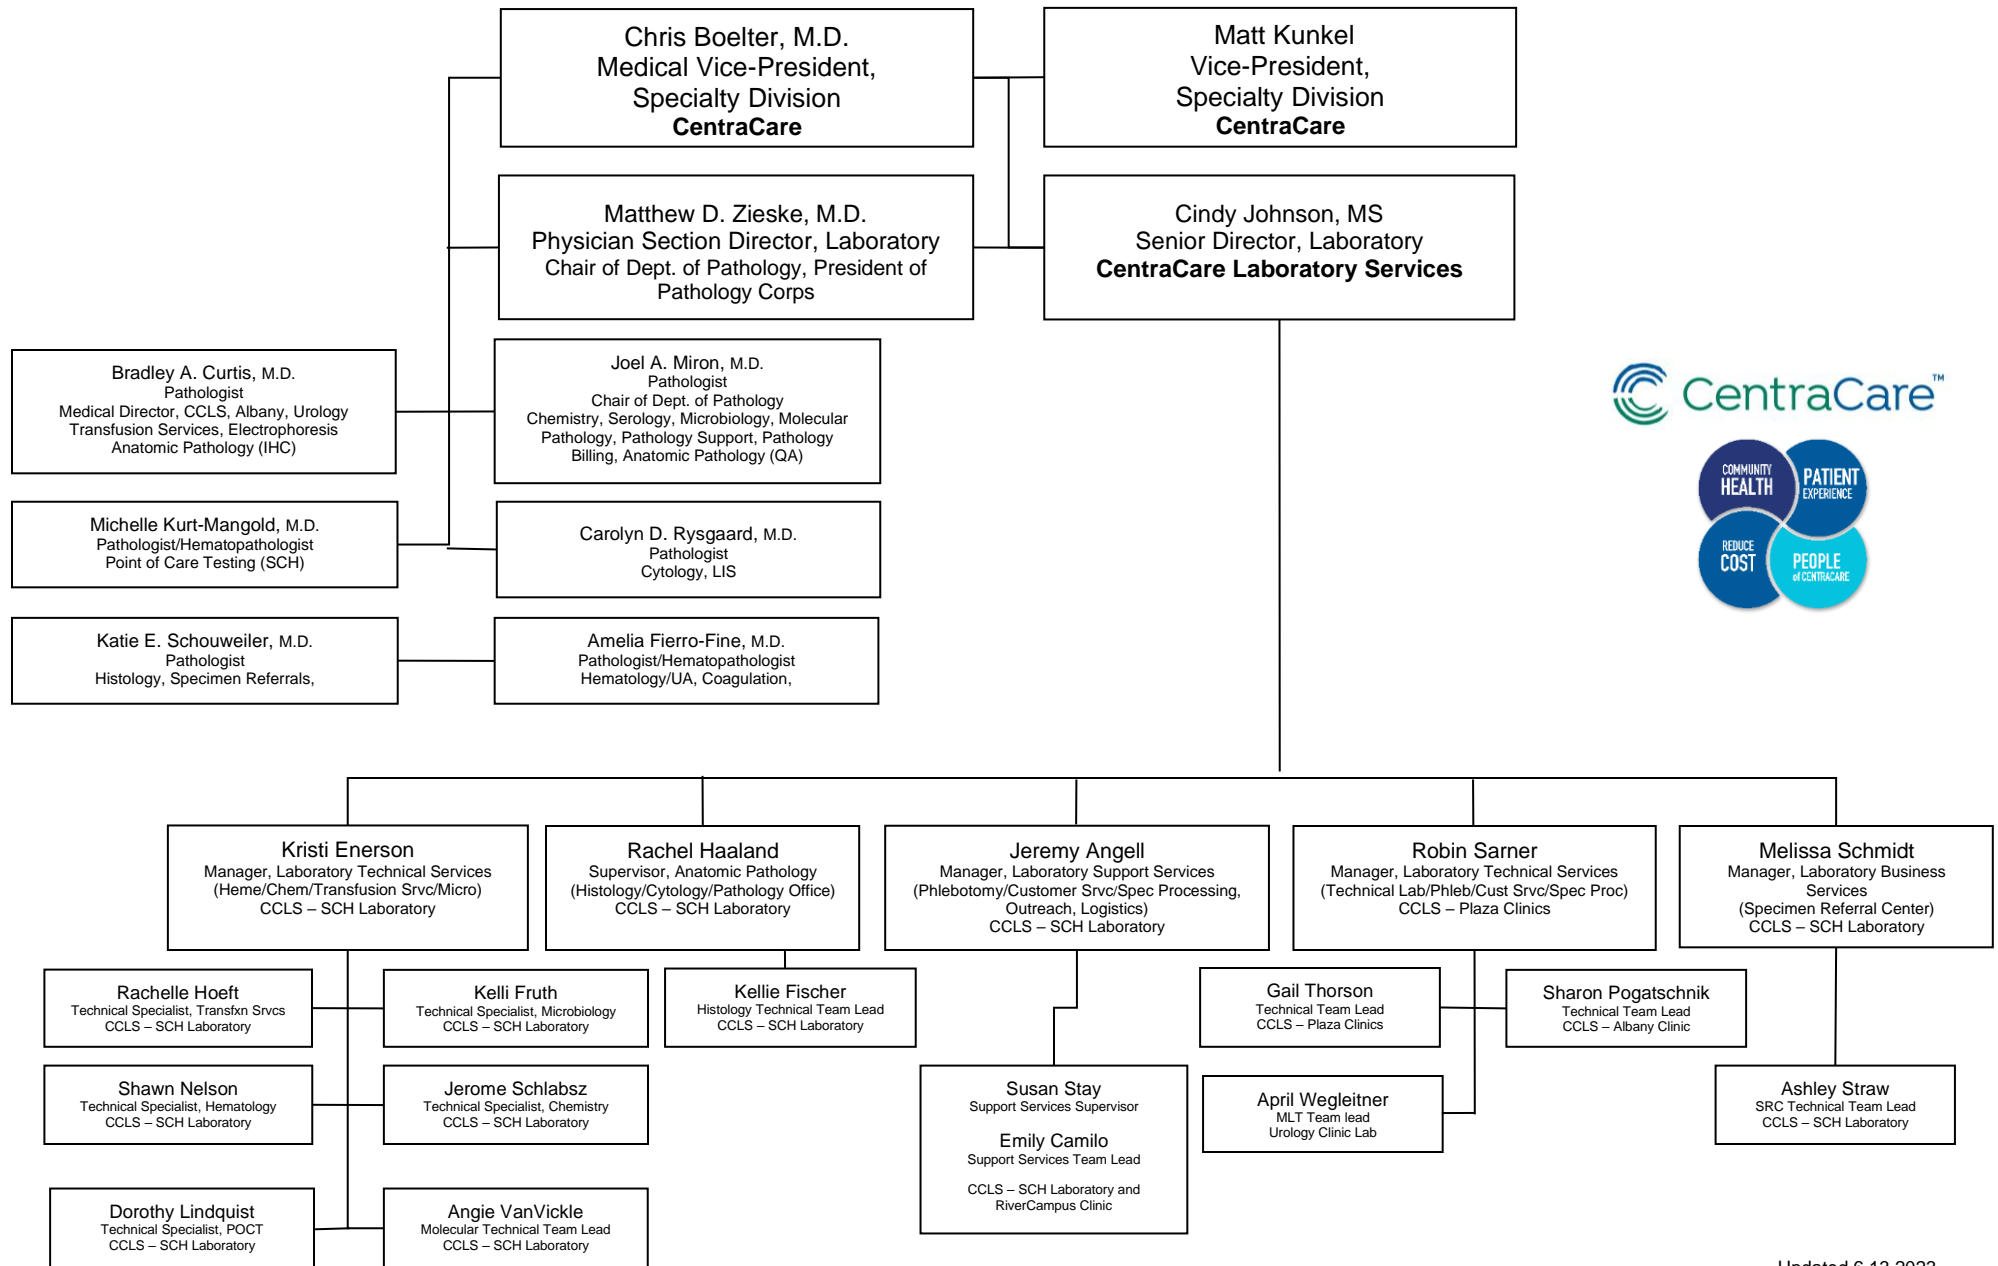 Chris Boelter, M.D.
Medical Vice-President,
Specialty Division
CentraCare
Matt Kunkel
Vice-President,
Specialty Division
CentraCare
Matthew D. Zieske, M.D.
Physician Section Director, Laboratory
Chair of Dept. of Pathology, President of
Pathology Corps
Cindy Johnson, MS
Senior Director, Laboratory
CentraCare Laboratory Services
Bradley A. Curtis, M.D.
Pathologist
Medical Director, CCLS, Albany, Urology
Transfusion Services, Electrophoresis
Anatomic Pathology (IHC)
Joel A. Miron, M.D.
Pathologist
Chair of Dept. of Pathology
Chemistry, Serology, Microbiology, Molecular
Pathology, Pathology Support, Pathology
Billing, Anatomic Pathology (QA)
CentraCare™
COMMUNITY
HEALTH
PATIENT
EXPERIENCE
REDUCE
COST
PEOPLE
of CENTRACARE
Michelle Kurt-Mangold, M.D.
Pathologist/Hematopathologist
Point of Care Testing (SCH)
Carolyn D. Rysgaard, M.D.
Pathologist
Cytology, LIS
Katie E. Schouweiler, M.D.
Pathologist
Histology, Specimen Referrals,
Amelia Fierro-Fine, M.D.
Pathologist/Hematopathologist
Hematology/UA, Coagulation,
Kristi Enerson
Manager, Laboratory Technical Services
(Heme/Chem/Transfusion Srvc/Micro)
CCLS – SCH Laboratory
Rachel Haaland
Supervisor, Anatomic Pathology
(Histology/Cytology/Pathology Office)
CCLS – SCH Laboratory
Jeremy Angell
Manager, Laboratory Support Services
(Phlebotomy/Customer Srvc/Spec Processing,
Outreach, Logistics)
CCLS – SCH Laboratory
Robin Sarner
Manager, Laboratory Technical Services
(Technical Lab/Phleb/Cust Srvc/Spec Proc)
CCLS – Plaza Clinics
Melissa Schmidt
Manager, Laboratory Business
Services
(Specimen Referral Center)
CCLS – SCH Laboratory
Rachelle Hoeft
Technical Specialist, Transfxn Srvcs
CCLS – SCH Laboratory
Kelli Fruth
Technical Specialist, Microbiology
CCLS – SCH Laboratory
Kellie Fischer
Histology Technical Team Lead
CCLS – SCH Laboratory
Gail Thorson
Technical Team Lead
CCLS – Plaza Clinics
Sharon Pogatschnik
Technical Team Lead
CCLS – Albany Clinic
Shawn Nelson
Technical Specialist, Hematology
CCLS – SCH Laboratory
Jerome Schlabsz
Technical Specialist, Chemistry
CCLS – SCH Laboratory
Susan Stay
Support Services Supervisor
Emily Camilo
Support Services Team Lead
CCLS – SCH Laboratory and
RiverCampus Clinic
April Wegleitner
MLT Team lead
Urology Clinic Lab
Ashley Straw
SRC Technical Team Lead
CCLS – SCH Laboratory
Dorothy Lindquist
Technical Specialist, POCT
CCLS – SCH Laboratory
Angie VanVickle
Molecular Technical Team Lead
CCLS – SCH Laboratory
Updated 6.13.2023